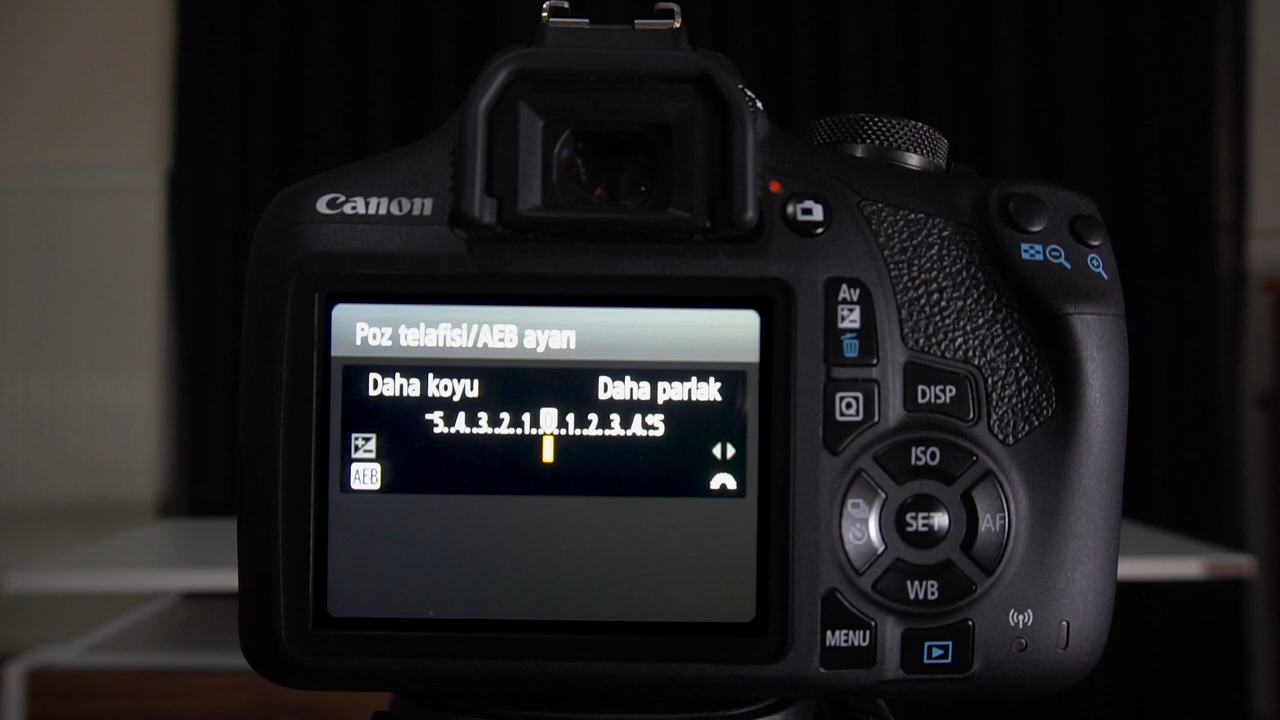 Canon
Poz telafisi/AEB ayarı
Daha koyu Daha parlak
-5..4..3..2..1..0..1..2..3..4..+5
AEB
Av
Q
DISP
ISO
SET
AF
WB
MENU